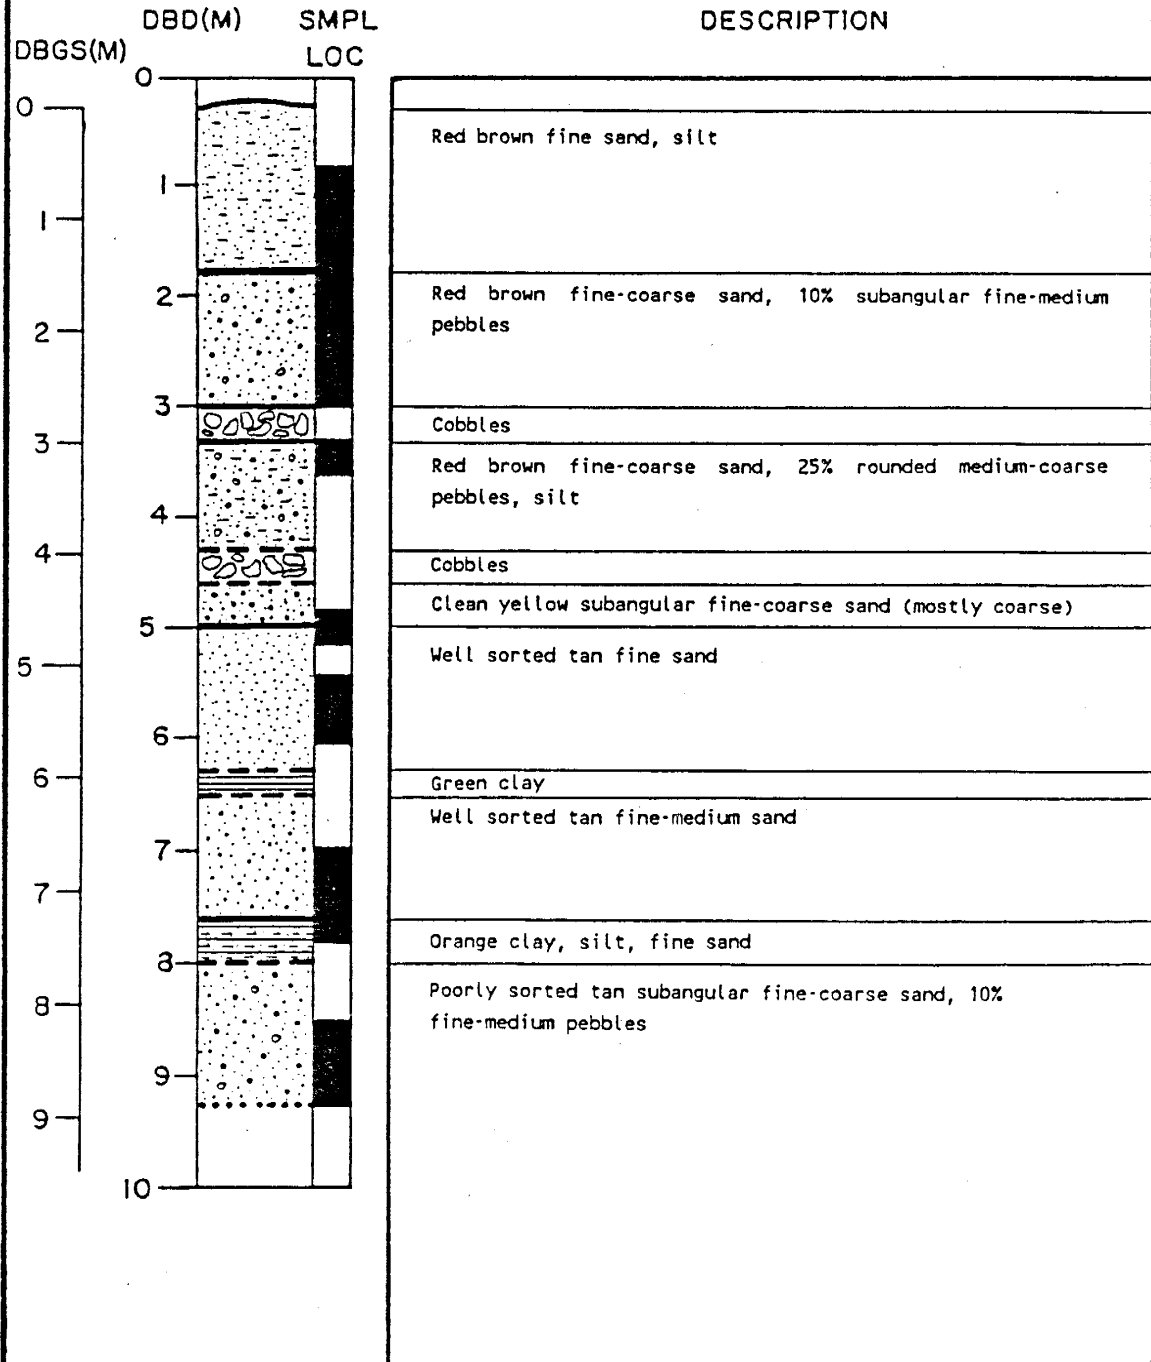 DBD(M) SMPL DESCRIPTION
DBGS(M) LOC
0
0
Red brown fine sand, silt
1
1
2
Red brown fine-coarse sand, 10% subangular fine-medium
pebbles
2
3
Cobbles
3
Red brown fine-coarse sand, 25% rounded medium-coarse
pebbles, silt
4
4
Cobbles
Clean yellow subangular fine-coarse sand (mostly coarse)
5
Well sorted tan fine sand
5
6
6
Green clay
Well sorted tan fine-medium sand
7
7
Orange clay, silt, fine sand
8
Poorly sorted tan subangular fine-coarse sand, 10%
8
fine-medium pebbles
9
9
10